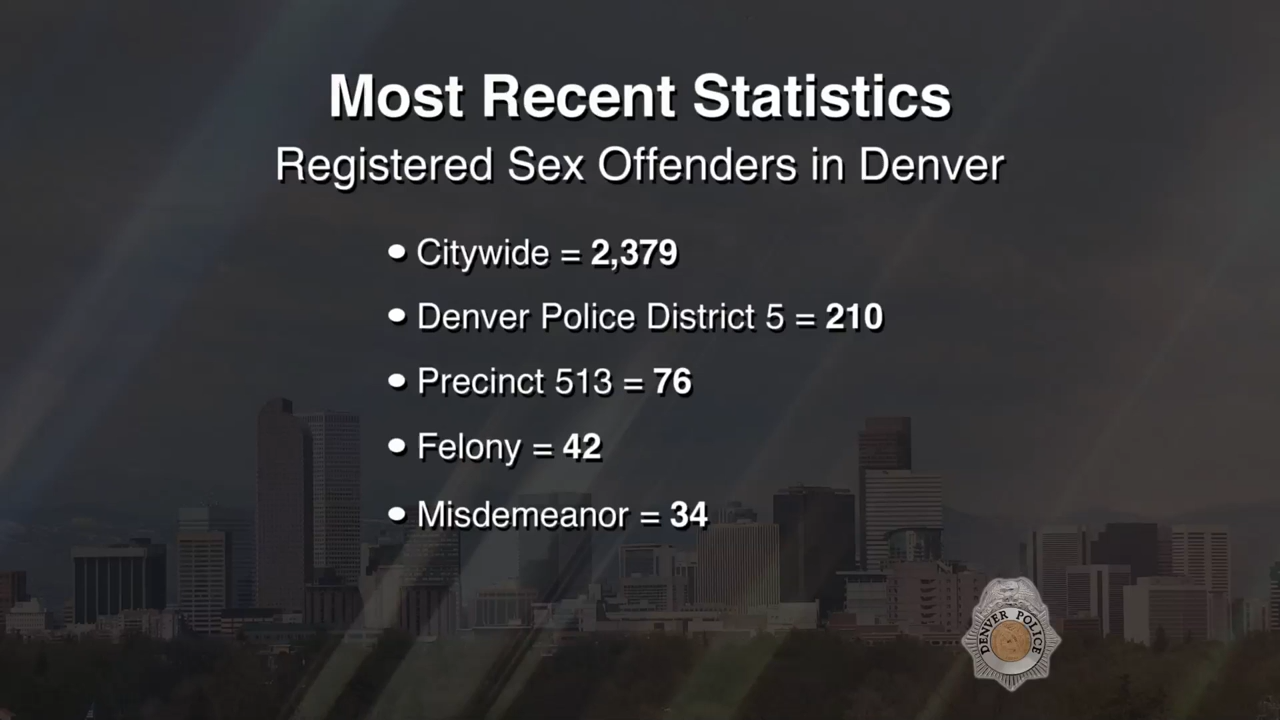 Most Recent Statistics
Registered Sex Offenders in Denver
• Citywide = 2,379
• Denver Police District 5 = 210
• Precinct 513 = 76
• Felony = 42
• Misdemeanor = 34
DENVER POLICE